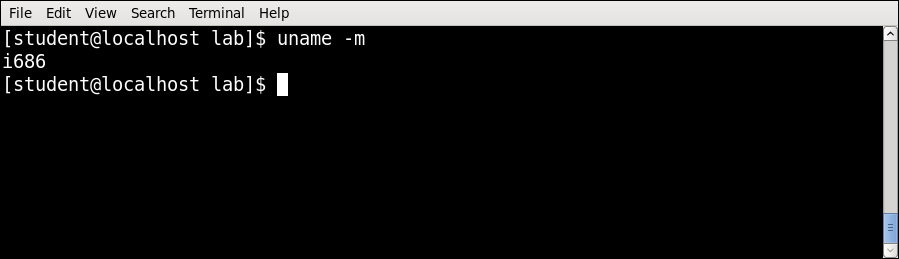 File Edit View Search Terminal Help
[student@localhost lab]$ uname -m
i686
[student@localhost lab]$